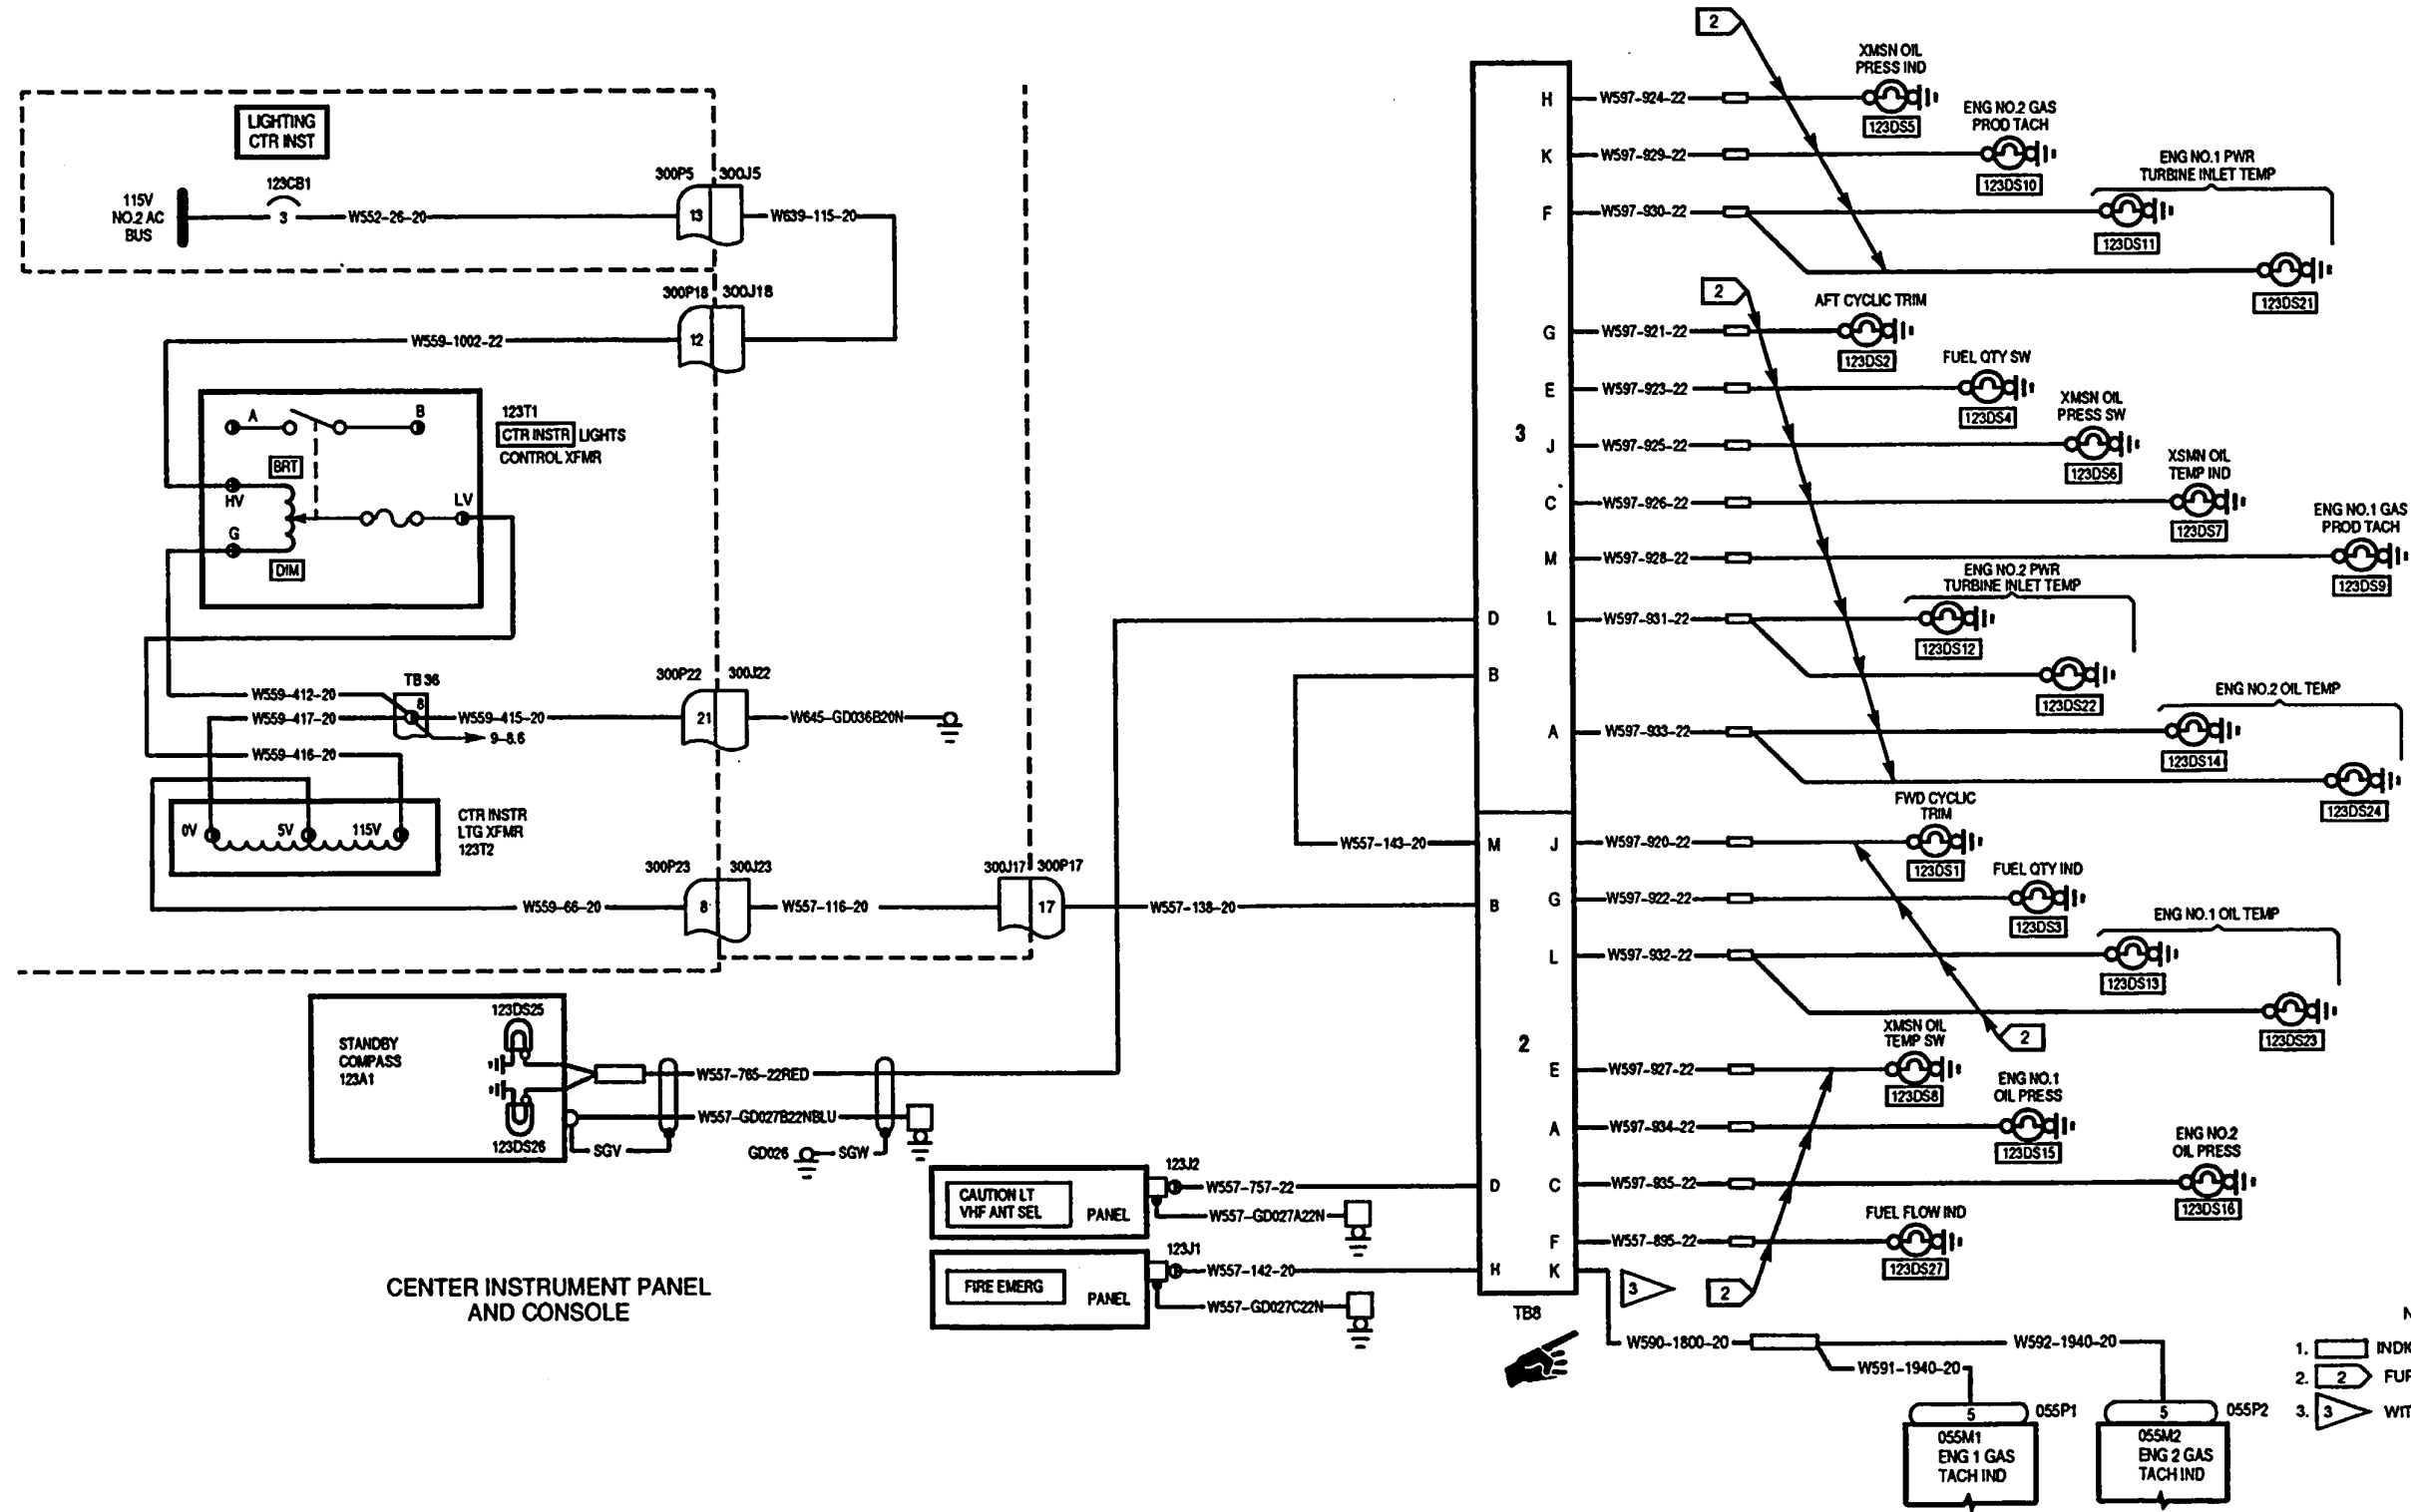 LIGHTING
CTR INST
115V
NO.2 AC
BUS
123CB1
3
W552-26-20
300P5
300J5
13
W639-115-20
300P18
300J18
12
W559-1002-22
A
B
BRT
HV
LV
G
DIM
123T1
CTR INSTR LIGHTS
CONTROL XFMR
TB 36
8
W559-412-20
W559-417-20
W559-415-20
9-8.6
W559-416-20
300P22
300J22
21
W645-GD036B20N
0V
5V
115V
CTR INSTR
LTG XFMR
123T2
300P23
300J23
8
W559-66-20
W557-116-20
300J17
300P17
17
W557-138-20
W557-143-20
STANDBY
COMPASS
123A1
123DS25
123DS26
W557-765-22RED
W557-GD027B22NBLU
SGV
GD026
SGW
CAUTION LT
VHF ANT SEL
PANEL
123J2
W557-757-22
W557-GD027A22N
FIRE EMERG
PANEL
123J1
W557-142-20
W557-GD027C22N
CENTER INSTRUMENT PANEL
AND CONSOLE
3
D
B
2
M
B
D
H
TB8
2
H
W597-924-22
XMSN OIL
PRESS IND
123DS5
K
W597-929-22
ENG NO.2 GAS
PROD TACH
123DS10
F
W597-930-22
ENG NO.1 PWR
TURBINE INLET TEMP
123DS11
123DS21
2
G
W597-921-22
AFT CYCLIC TRIM
123DS2
E
W597-923-22
FUEL QTY SW
123DS4
J
W597-925-22
XMSN OIL
PRESS SW
123DS6
C
W597-926-22
XSMN OIL
TEMP IND
123DS7
M
W597-928-22
ENG NO.1 GAS
PROD TACH
123DS9
L
W597-931-22
ENG NO.2 PWR
TURBINE INLET TEMP
123DS12
123DS22
A
W597-933-22
ENG NO.2 OIL TEMP
123DS14
123DS24
J
W597-920-22
FWD CYCLIC
TRIM
123DS1
G
W597-922-22
FUEL QTY IND
123DS3
L
W597-932-22
ENG NO.1 OIL TEMP
123DS13
123DS23
2
E
W597-927-22
XMSN OIL
TEMP SW
123DS8
A
W597-934-22
ENG NO.1
OIL PRESS
123DS15
C
W597-935-22
ENG NO.2
OIL PRESS
123DS16
F
W557-895-22
FUEL FLOW IND
123DS27
K
3
2
W590-1800-20
W592-1940-20
W591-1940-20
5
055P1
055M1
ENG 1 GAS
TACH IND
5
055P2
055M2
ENG 2 GAS
TACH IND
N
1. INDI
2. 2 FUR
3. 3 WIT